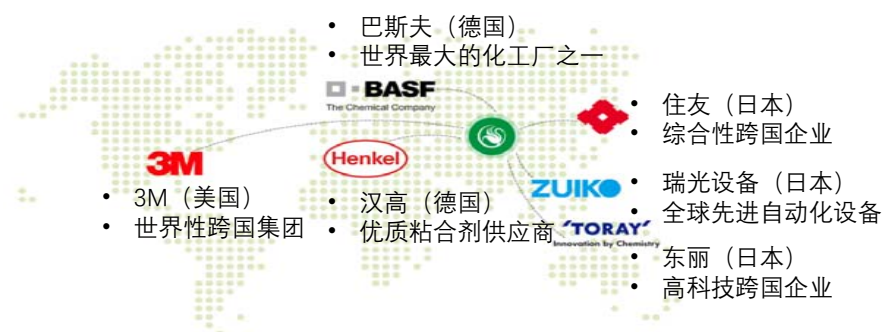 • 巴斯夫（德国）
• 世界最大的化工厂之一
BASF
The Chemical Company
3M
• 3M（美国）
• 世界性跨国集团
Henkel
• 汉高（德国）
• 优质粘合剂供应商
• 住友（日本）
• 综合性跨国企业
ZUIKO
• 瑞光设备（日本）
• 全球先进自动化设备
'TORAY'
Innovation by Chemistry
• 东丽（日本）
• 高科技跨国企业